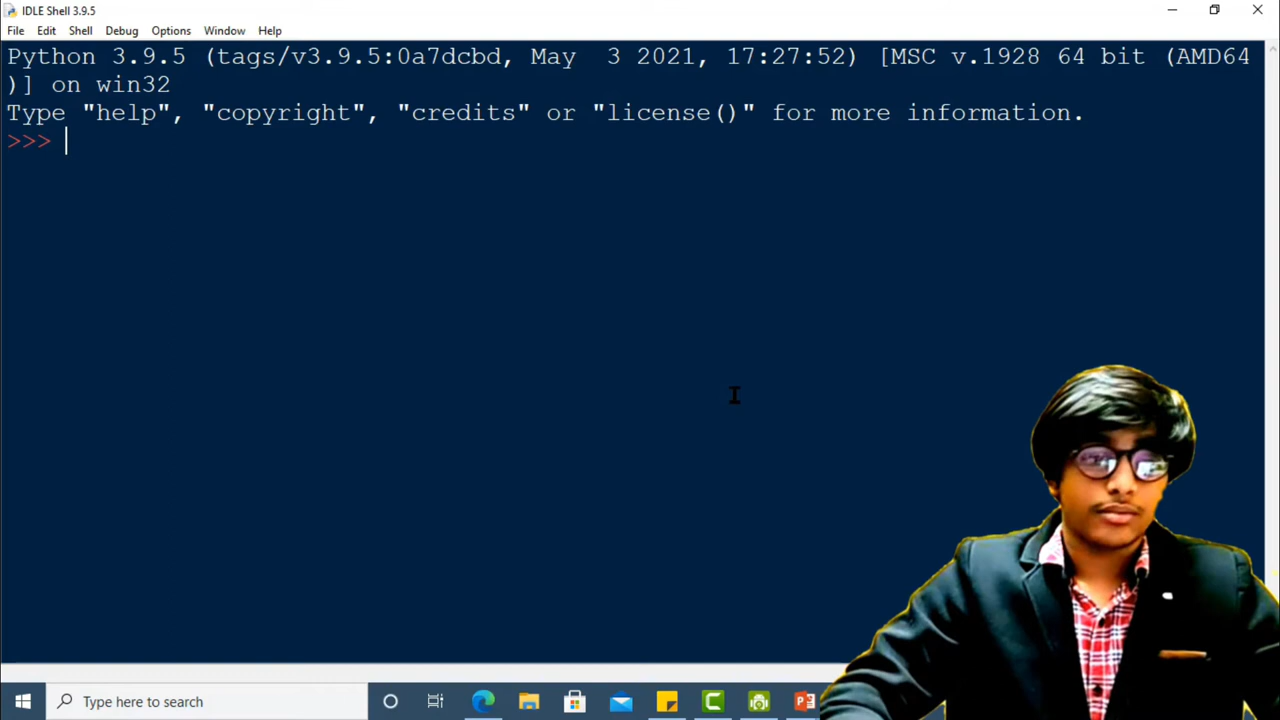 IDLE Shell 3.9.5
File Edit Shell Debug Options Window Help
Python 3.9.5 (tags/v3.9.5:0a7dcbd, May  3 2021, 17:27:52) [MSC v.1928 64 bit (AMD64
)] on win32
Type "help", "copyright", "credits" or "license()" for more information.
>>>
Type here to search